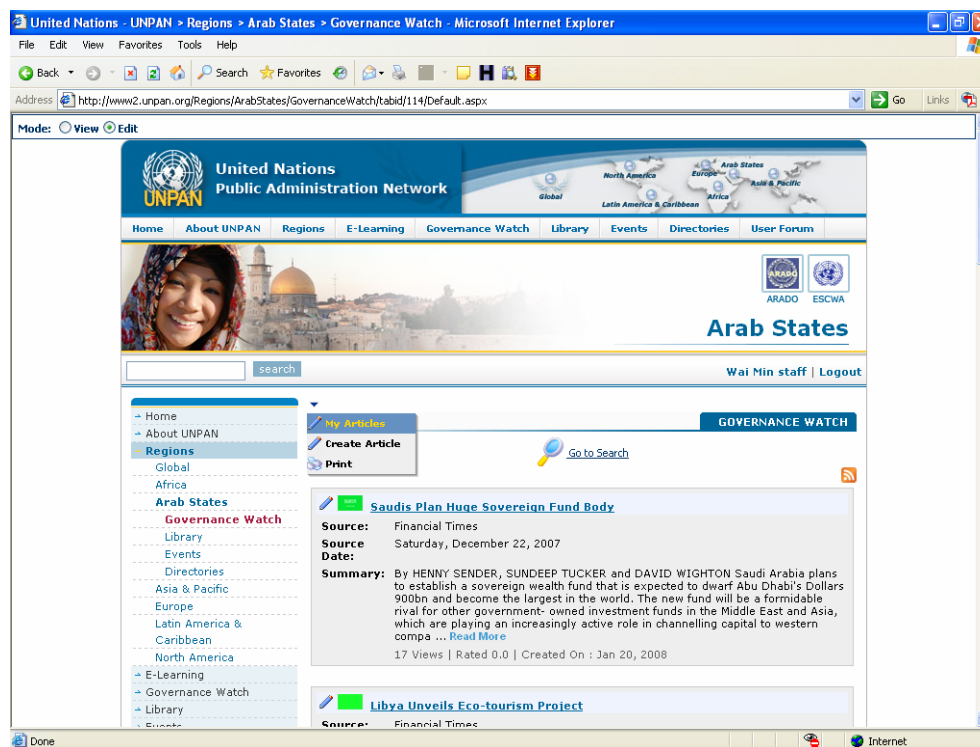 United Nations - UNPAN > Regions > Arab States > Governance Watch - Microsoft Internet Explorer
File Edit View Favorites Tools Help
Back Search Favorites
Address http://www2.unpan.org/Regions/ArabStates/GovernanceWatch/tabid/114/Default.aspx Go Links
Mode: View Edit
UNPAN
United Nations
Public Administration Network
Global
North America
Latin America & Caribbean
Europe
Africa
Arab States
Asia & Pacific
Home About UNPAN Regions E-Learning Governance Watch Library Events Directories User Forum
ARADO
ARADO ESCWA
Arab States
search
Wai Min staff | Logout
Home
About UNPAN
Regions
Global
Africa
Arab States
Governance Watch
Library
Events
Directories
Asia & Pacific
Europe
Latin America &
Caribbean
North America
E-Learning
Governance Watch
Library
Events
My Articles
Create Article
Print
GOVERNANCE WATCH
Go to Search
Saudis Plan Huge Sovereign Fund Body
Source: Financial Times
Source Date: Saturday, December 22, 2007
Summary: By HENNY SENDER, SUNDEEP TUCKER and DAVID WIGHTON Saudi Arabia plans
to establish a sovereign wealth fund that is expected to dwarf Abu Dhabi's Dollars
900bn and become the largest in the world. The new fund will be a formidable
rival for other government- owned investment funds in the Middle East and Asia,
which are playing an increasingly active role in channelling capital to western
compa ... Read More
17 Views | Rated 0.0 | Created On : Jan 20, 2008
Libya Unveils Eco-tourism Project
Source: Financial Times
Done Internet